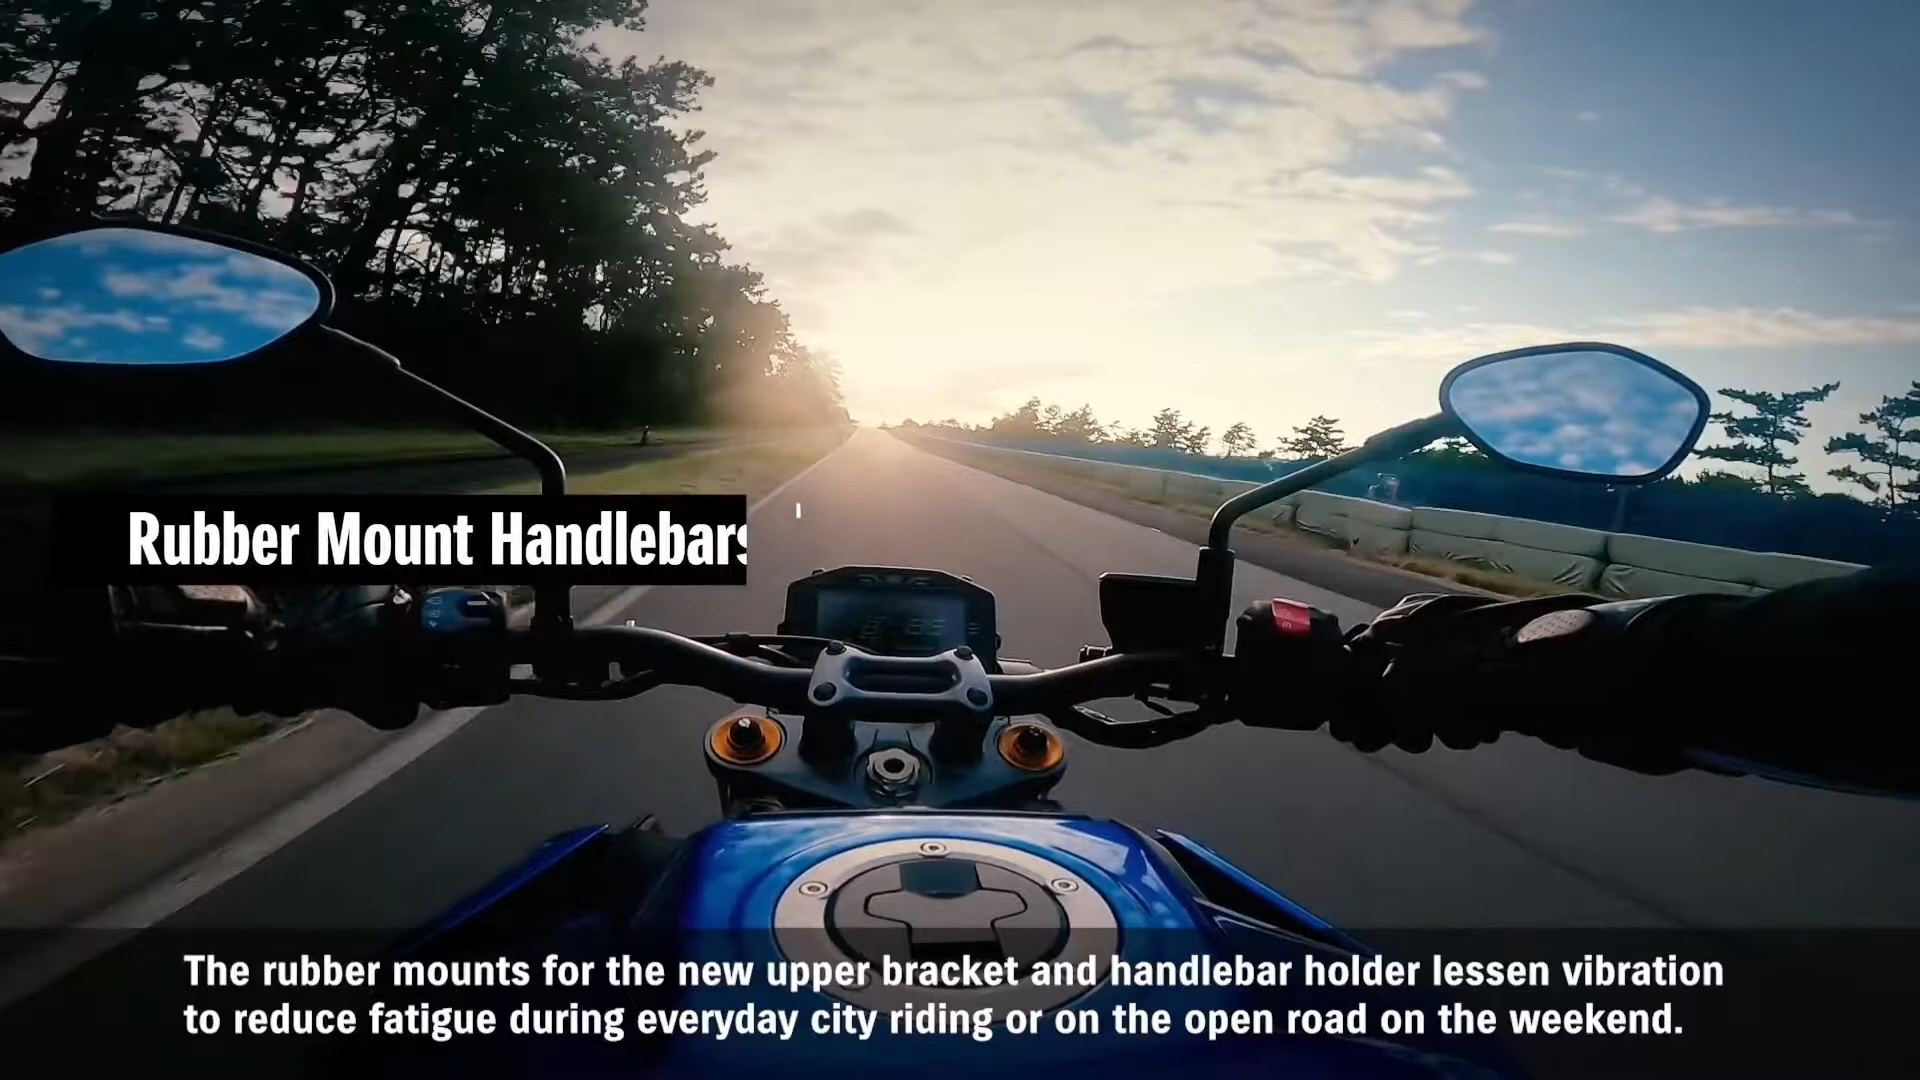 Rubber Mount Handlebars
The rubber mounts for the new upper bracket and handlebar holder lessen vibration
to reduce fatigue during everyday city riding or on the open road on the weekend.